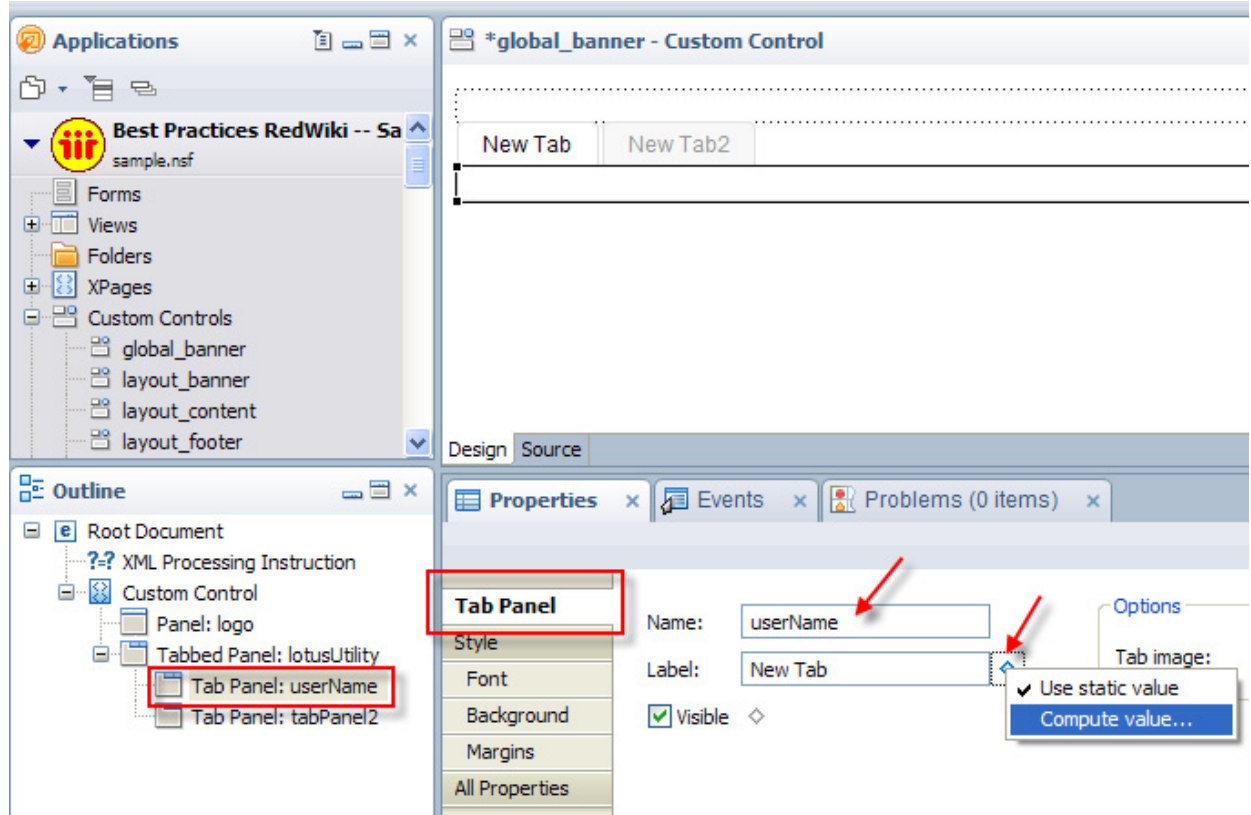 Applications
Best Practices RedWiki -- Sa
sample.nsf
Forms
Views
Folders
XPages
Custom Controls
global_banner
layout_banner
layout_content
layout_footer
*global_banner - Custom Control
New Tab
New Tab2
Design
Source
Outline
Root Document
?=? XML Processing Instruction
Custom Control
Panel: logo
Tabbed Panel: lotusUtility
Tab Panel: userName
Tab Panel: tabPanel2
Properties
Events
Problems (0 items)
Tab Panel
Style
Font
Background
Margins
All Properties
Name: userName
Label: New Tab
Visible
Options
Tab image:
Use static value
Compute value...